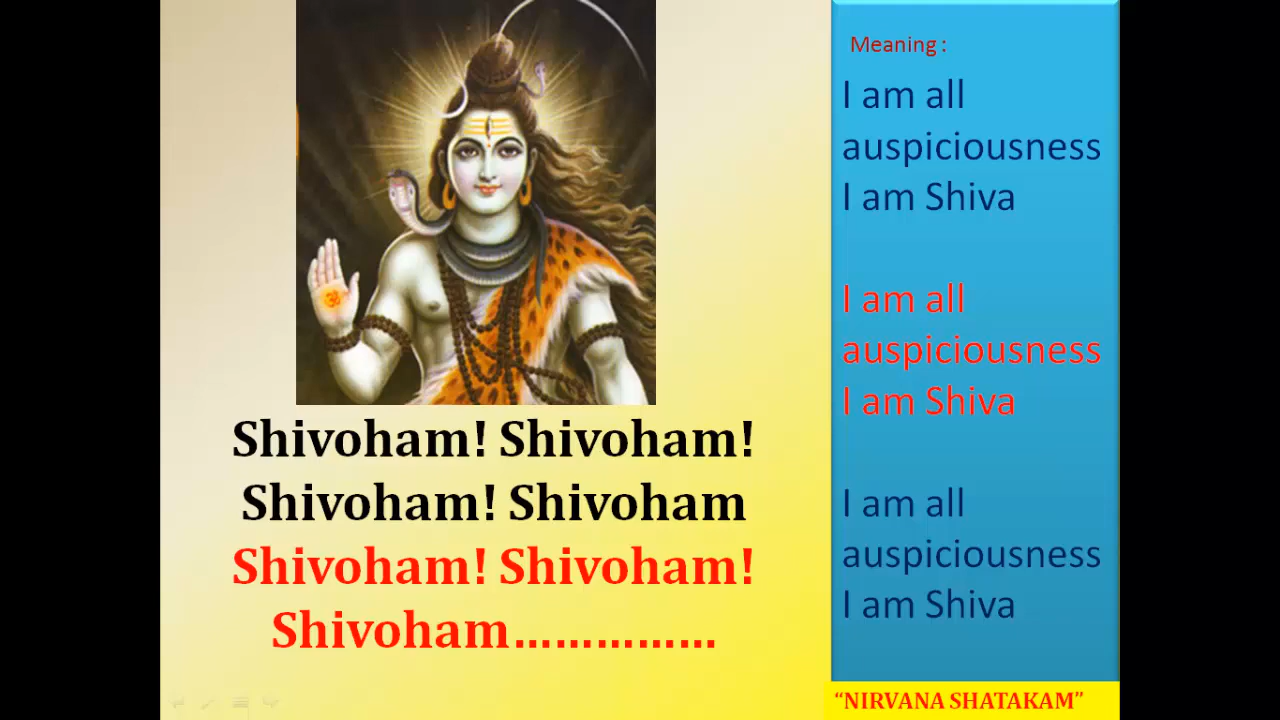 Shivoham! Shivoham!
Shivoham! Shivoham
Shivoham! Shivoham!
Shivoham……………
Meaning :
I am all
auspiciousness
I am Shiva
I am all
auspiciousness
I am Shiva
I am all
auspiciousness
I am Shiva
“NIRVANA SHATAKAM”
ॐ